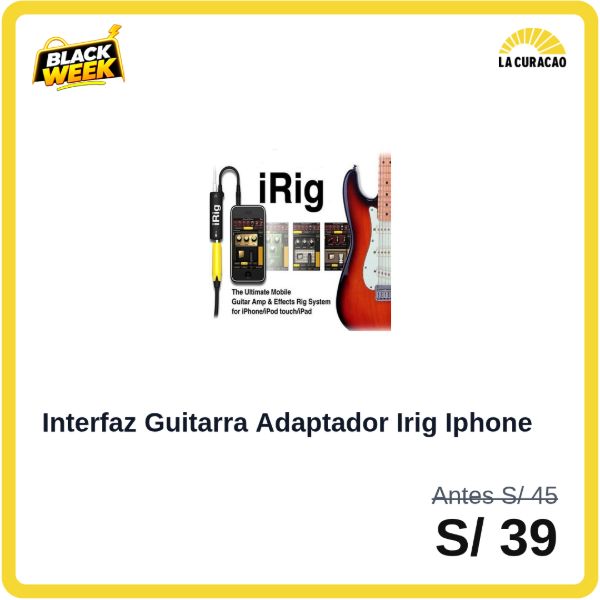 BLACK
WEEK
LA CURACAO
iRig
iRig
The Ultimate Mobile
Guitar Amp & Effects Rig System
for iPhone/iPod touch/iPad
Interfaz Guitarra Adaptador Irig Iphone
Antes S/ 45
S/ 39